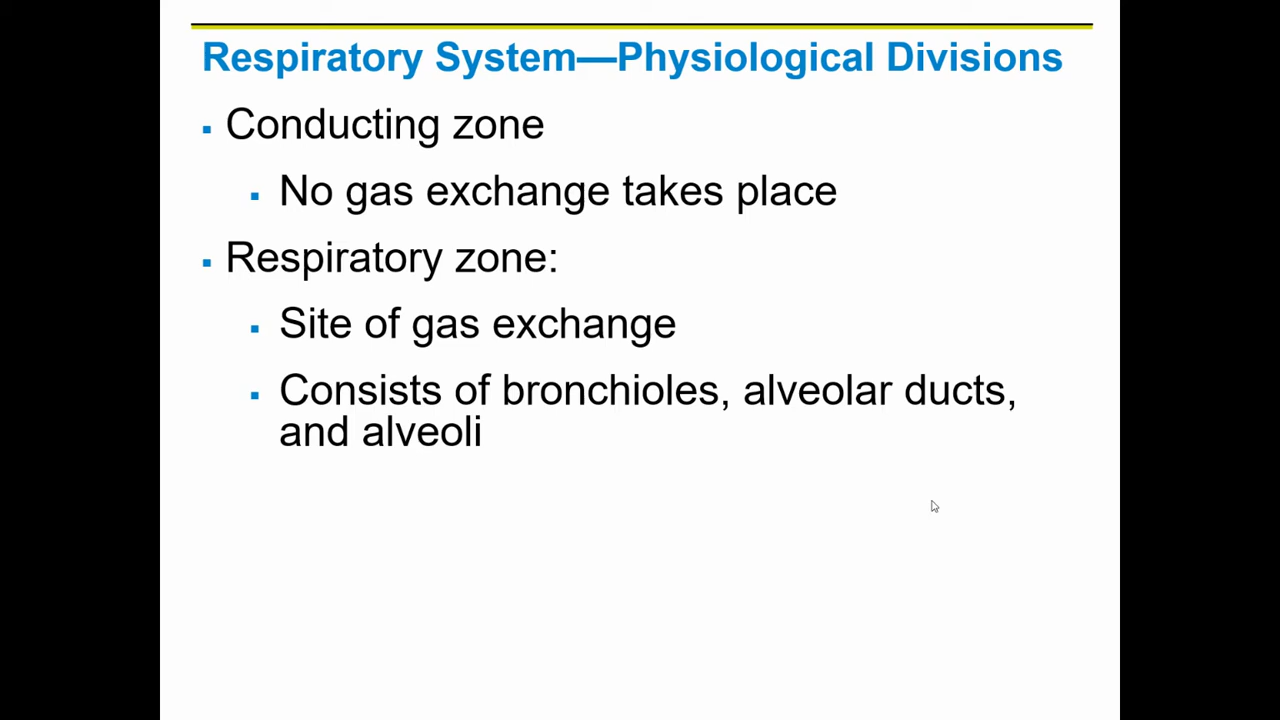 Respiratory System—Physiological Divisions
▪ Conducting zone
▪ No gas exchange takes place
▪ Respiratory zone:
▪ Site of gas exchange
▪ Consists of bronchioles, alveolar ducts,
and alveoli